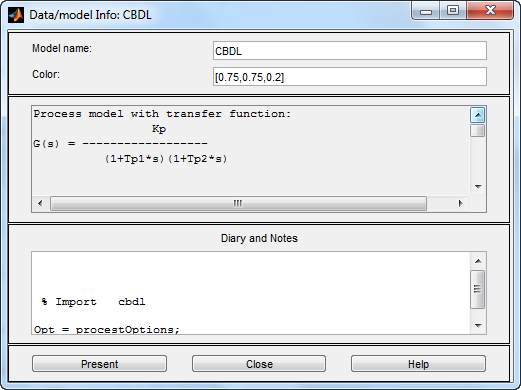 Data/model Info: CBDL
Model name: CBDL
Color: [0.75,0.75,0.2]
Process model with transfer function:
Kp
G(s) = ------------------
(1+Tp1*s)(1+Tp2*s)
Diary and Notes
% Import cbdl
Opt = procestOptions;
Present Close Help